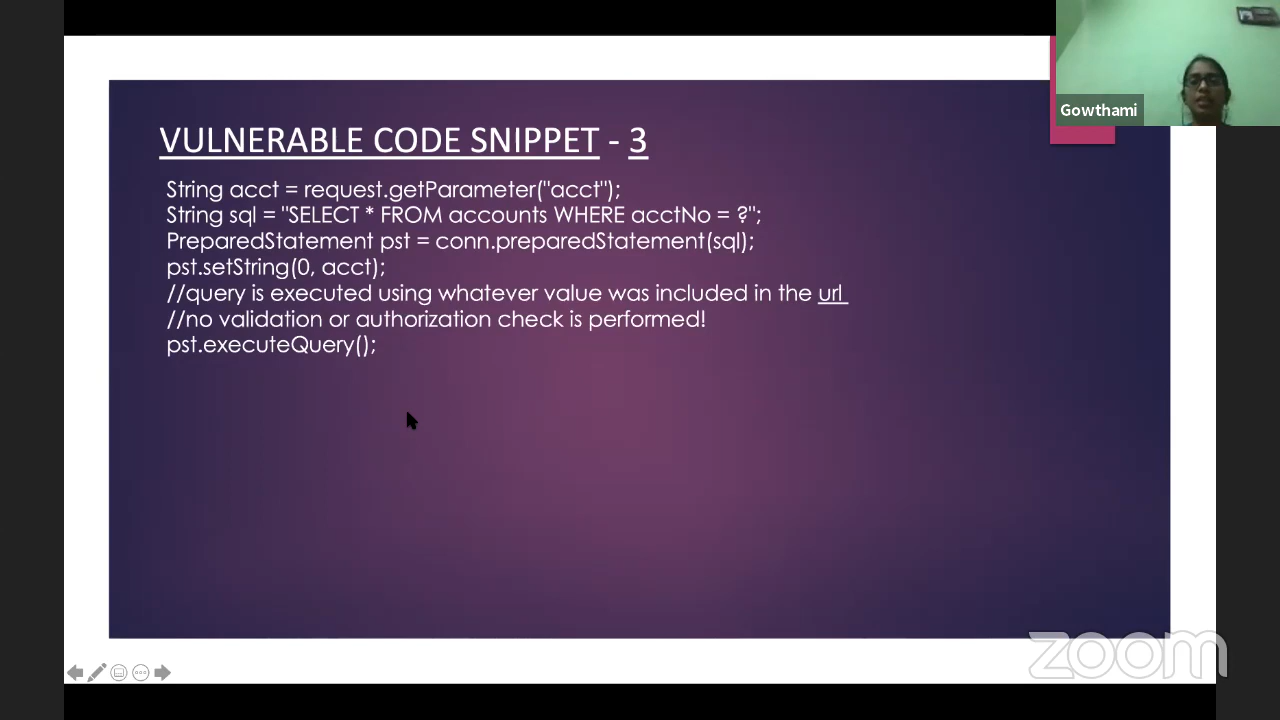 Gowthami
VULNERABLE CODE SNIPPET - 3
String acct = request.getParameter("acct");
String sql = "SELECT * FROM accounts WHERE acctNo = ?";
PreparedStatement pst = conn.preparedStatement(sql);
pst.setString(0, acct);
//query is executed using whatever value was included in the url
//no validation or authorization check is performed!
pst.executeQuery();
zoom